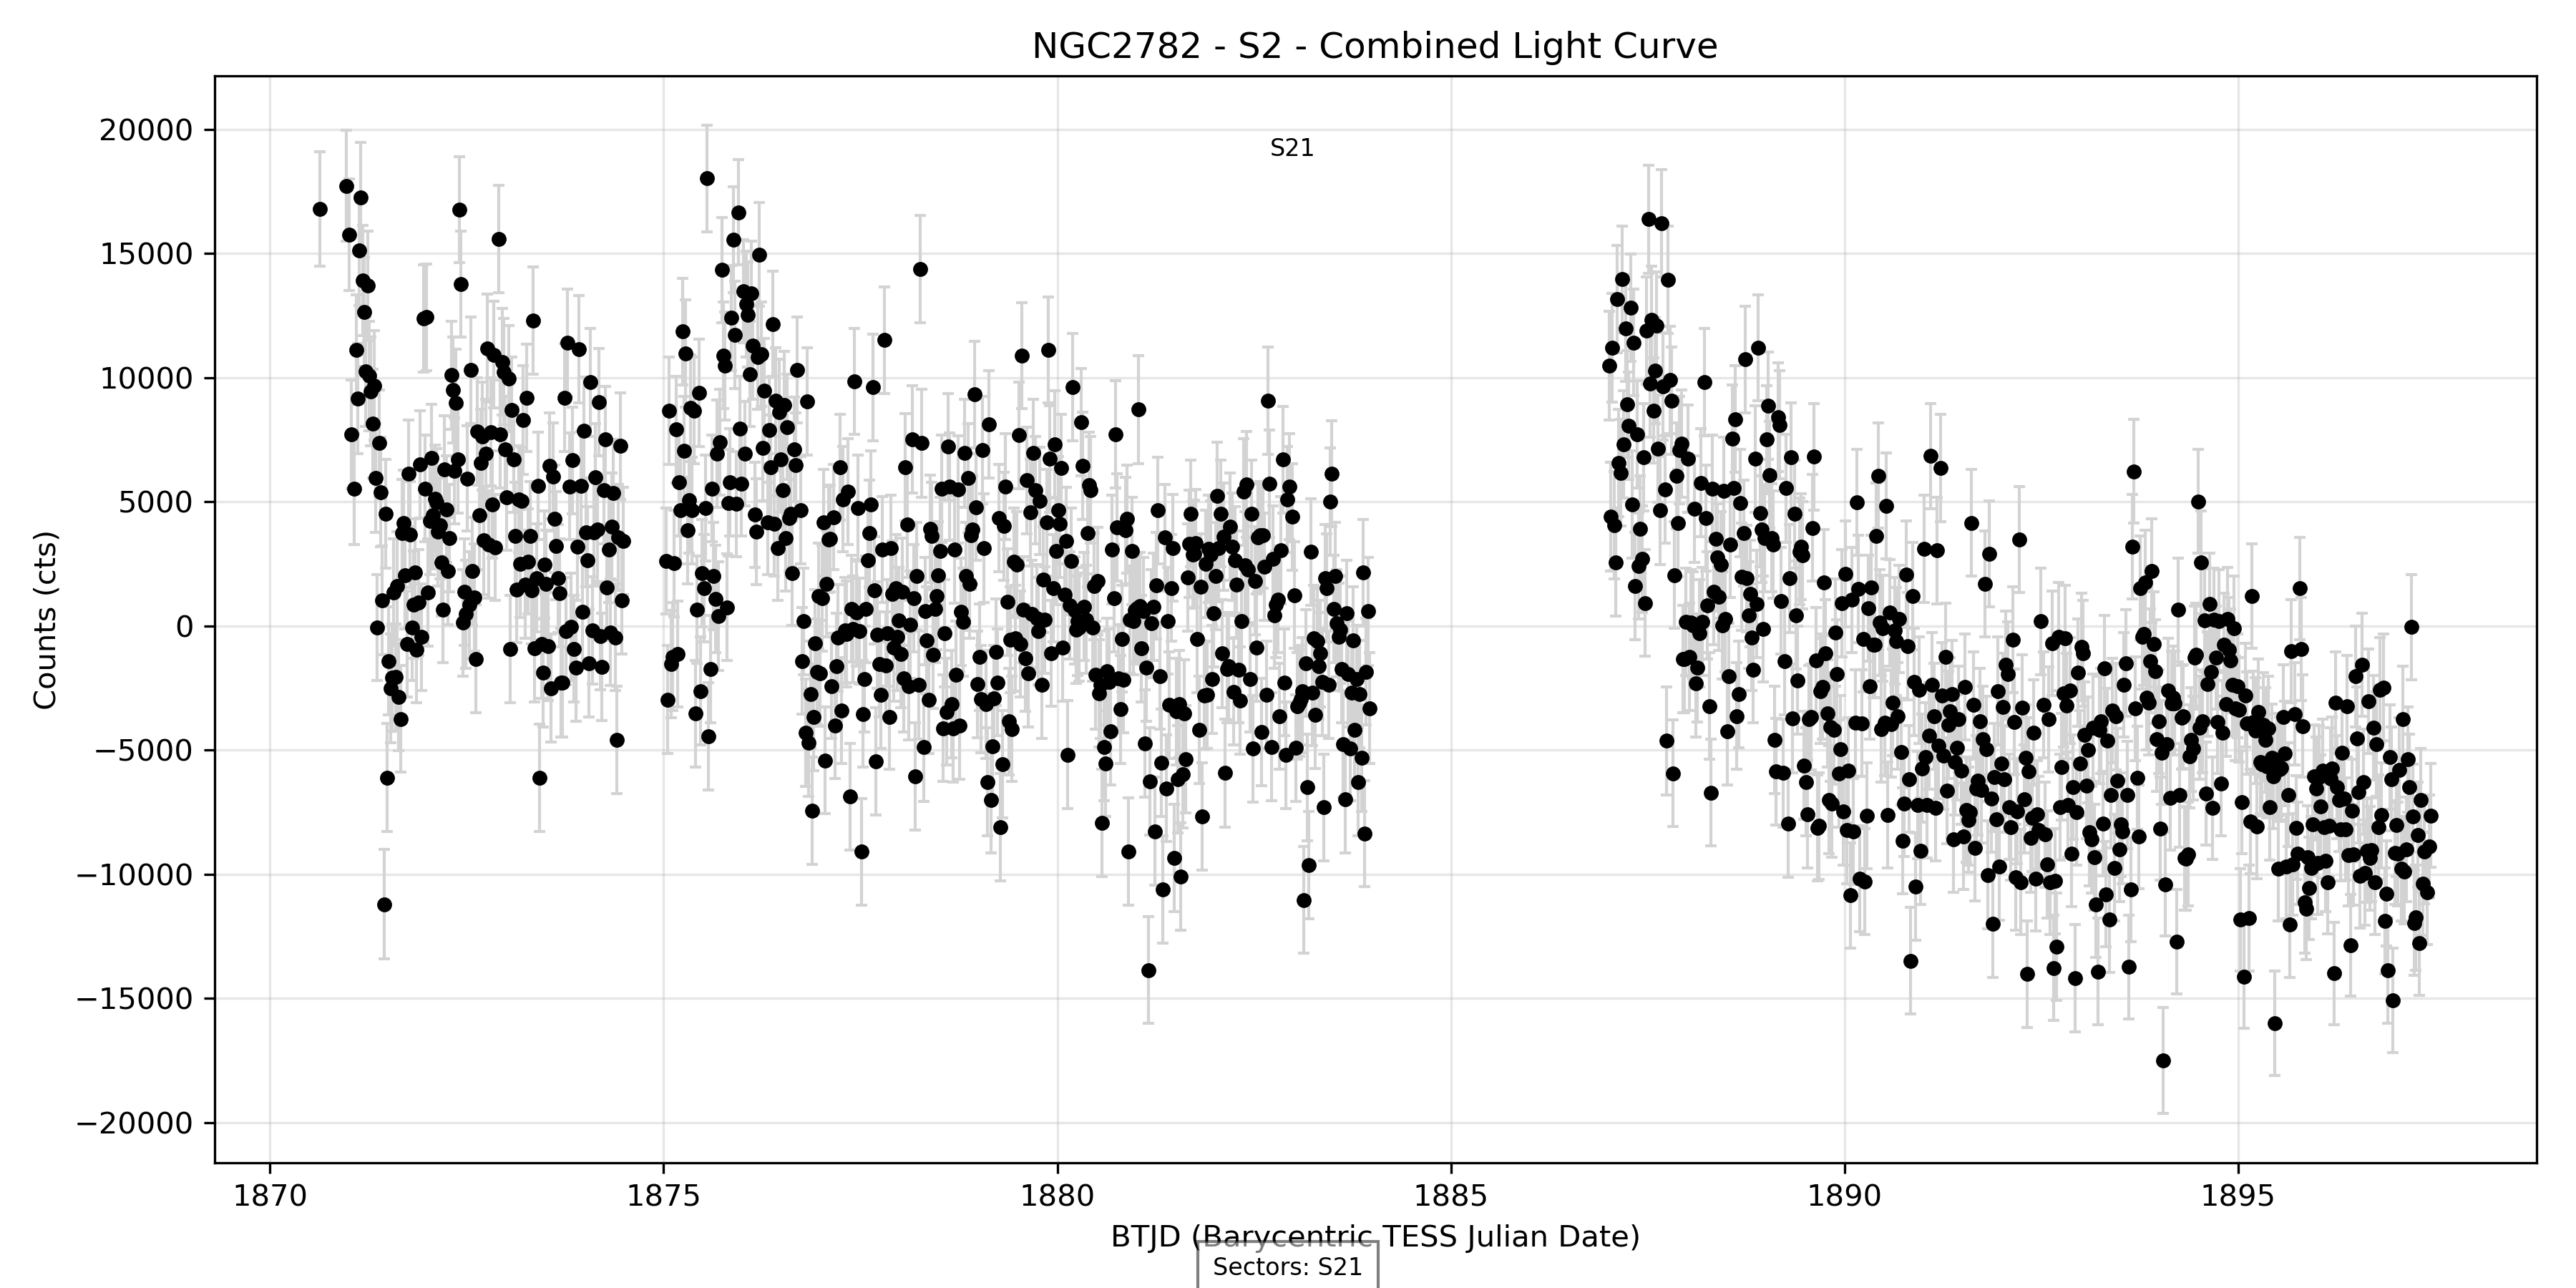 NGC2782 - S2 - Combined Light Curve
S21
Counts (cts)
20000
15000
10000
5000
0
−5000
−10000
−15000
−20000
1870 1875 1880 1885 1890 1895
BTJD (Barycentric TESS Julian Date)
Sectors: S21